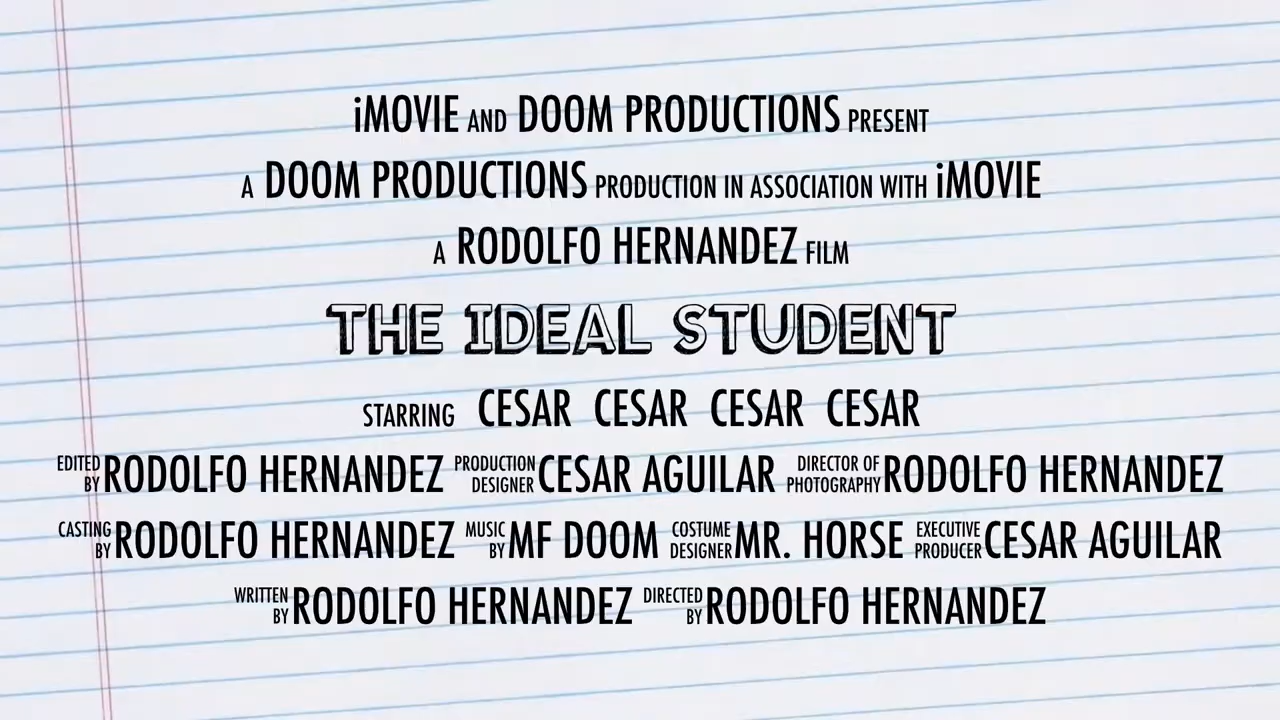 iMOVIE AND DOOM PRODUCTIONS PRESENT
A DOOM PRODUCTIONS PRODUCTION IN ASSOCIATION WITH iMOVIE
A RODOLFO HERNANDEZ FILM
THE IDEAL STUDENT
STARRING CESAR CESAR CESAR CESAR
EDITED BY RODOLFO HERNANDEZ PRODUCTION DESIGNER CESAR AGUILAR DIRECTOR OF PHOTOGRAPHY RODOLFO HERNANDEZ
CASTING BY RODOLFO HERNANDEZ MUSIC BY MF DOOM COSTUME DESIGNER MR. HORSE EXECUTIVE PRODUCER CESAR AGUILAR
WRITTEN BY RODOLFO HERNANDEZ DIRECTED BY RODOLFO HERNANDEZ